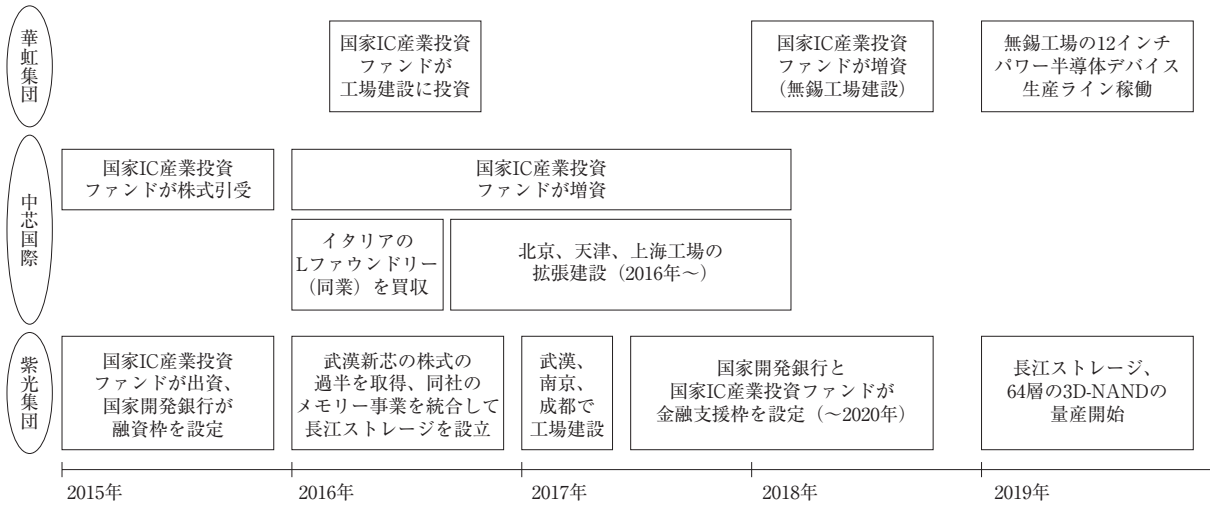 華虹集団
国家IC産業投資
ファンドが
工場建設に投資
国家IC産業投資
ファンドが増資
（無錫工場建設）
無錫工場の12インチ
パワー半導体デバイス
生産ライン稼働
中芯国際
国家IC産業投資
ファンドが株式引受
国家IC産業投資
ファンドが増資
イタリアの
Lファウンドリー
（同業）を買収
北京、天津、上海工場の
拡張建設（2016年～）
紫光集団
国家IC産業投資
ファンドが出資、
国家開発銀行が
融資枠を設定
武漢新芯の株式の
過半を取得、同社の
メモリー事業を統合して
長江ストレージを設立
武漢、
南京、
成都で
工場建設
国家開発銀行と
国家IC産業投資ファンドが
金融支援枠を設定（～2020年）
長江ストレージ、
64層の3D-NANDの
量産開始
2015年
2016年
2017年
2018年
2019年